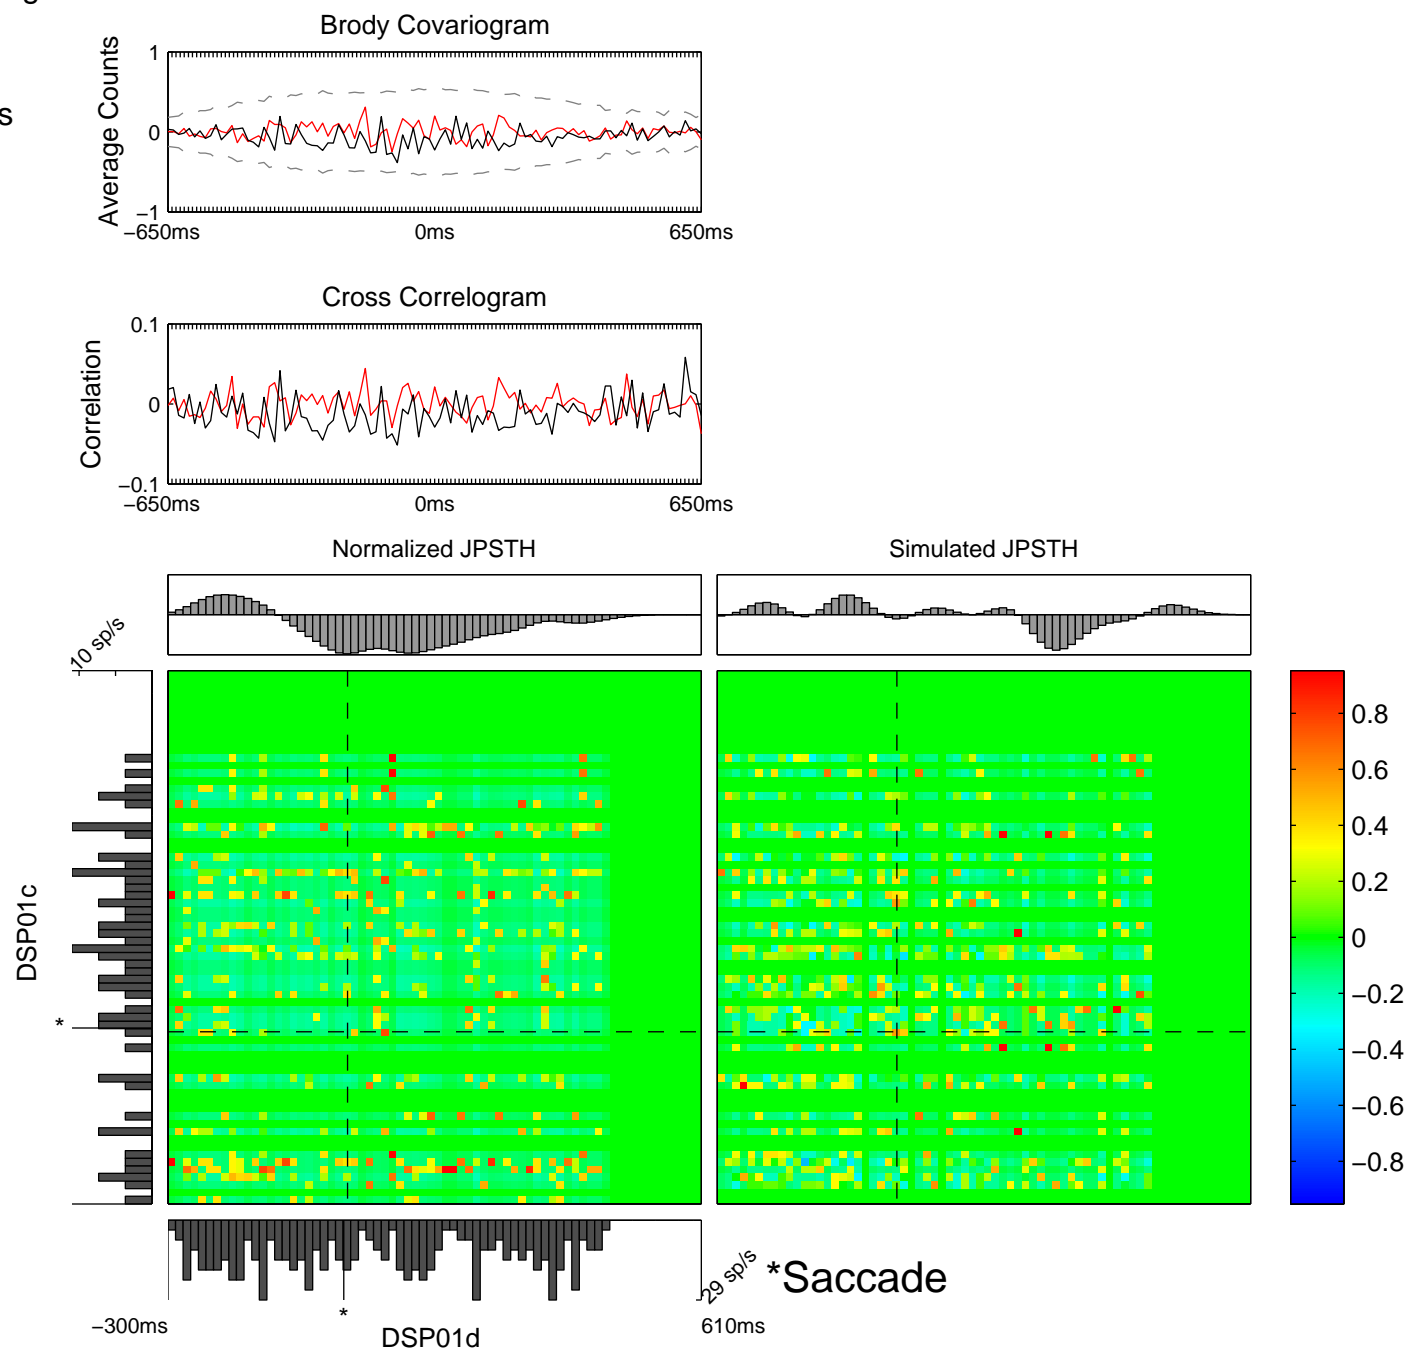 g
Brody Covariogram
s
Average Counts
1
0
−1
−650ms
0ms
650ms
Cross Correlogram
Correlation
0.1
0
−0.1
−650ms
0ms
650ms
Normalized JPSTH
Simulated JPSTH
10 sp/s
DSP01c
*
0.8
0.6
0.4
0.2
0
−0.2
−0.4
−0.6
−0.8
29 sp/s
*Saccade
*
−300ms
DSP01d
610ms